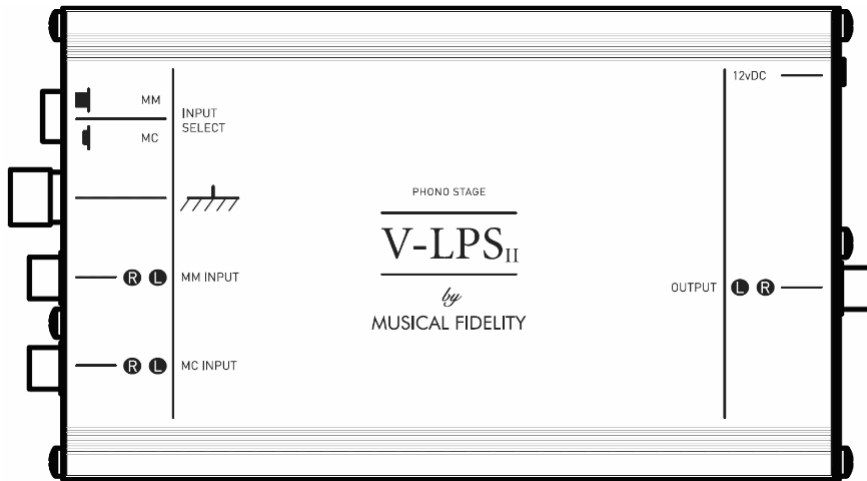 MM
MC
INPUT
SELECT
R L MM INPUT
R L MC INPUT
PHONO STAGE
V-LPSII
by
MUSICAL FIDELITY
12vDC
OUTPUT L R